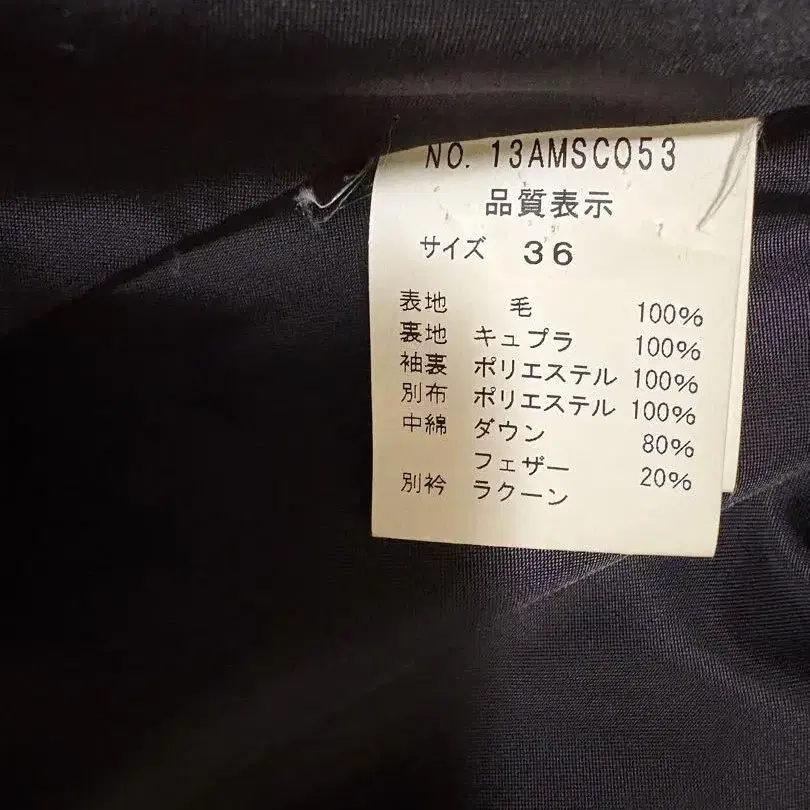 NO. 13AMSC053
品質表示
サイズ 36
表地 毛 100%
裏地 キュプラ 100%
袖裏 ポリエステル 100%
別布 ポリエステル 100%
中綿 ダウン 80%
フェザー 20%
別衿 ラクーン